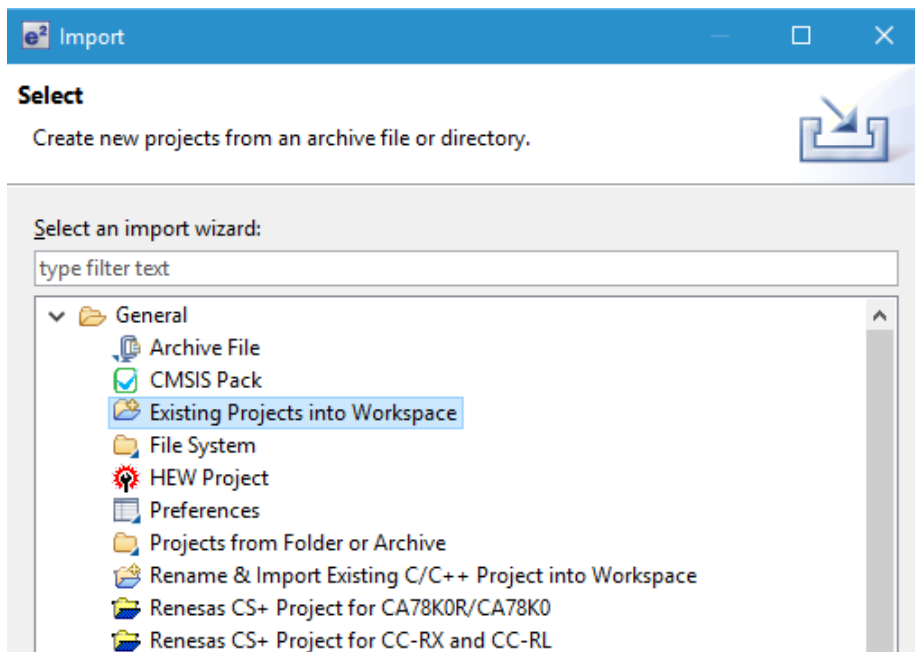 e² Import
Select
Create new projects from an archive file or directory.
Select an import wizard:
type filter text
General
Archive File
CMSIS Pack
Existing Projects into Workspace
File System
HEW Project
Preferences
Projects from Folder or Archive
Rename & Import Existing C/C++ Project into Workspace
Renesas CS+ Project for CA78K0R/CA78K0
Renesas CS+ Project for CC-RX and CC-RL